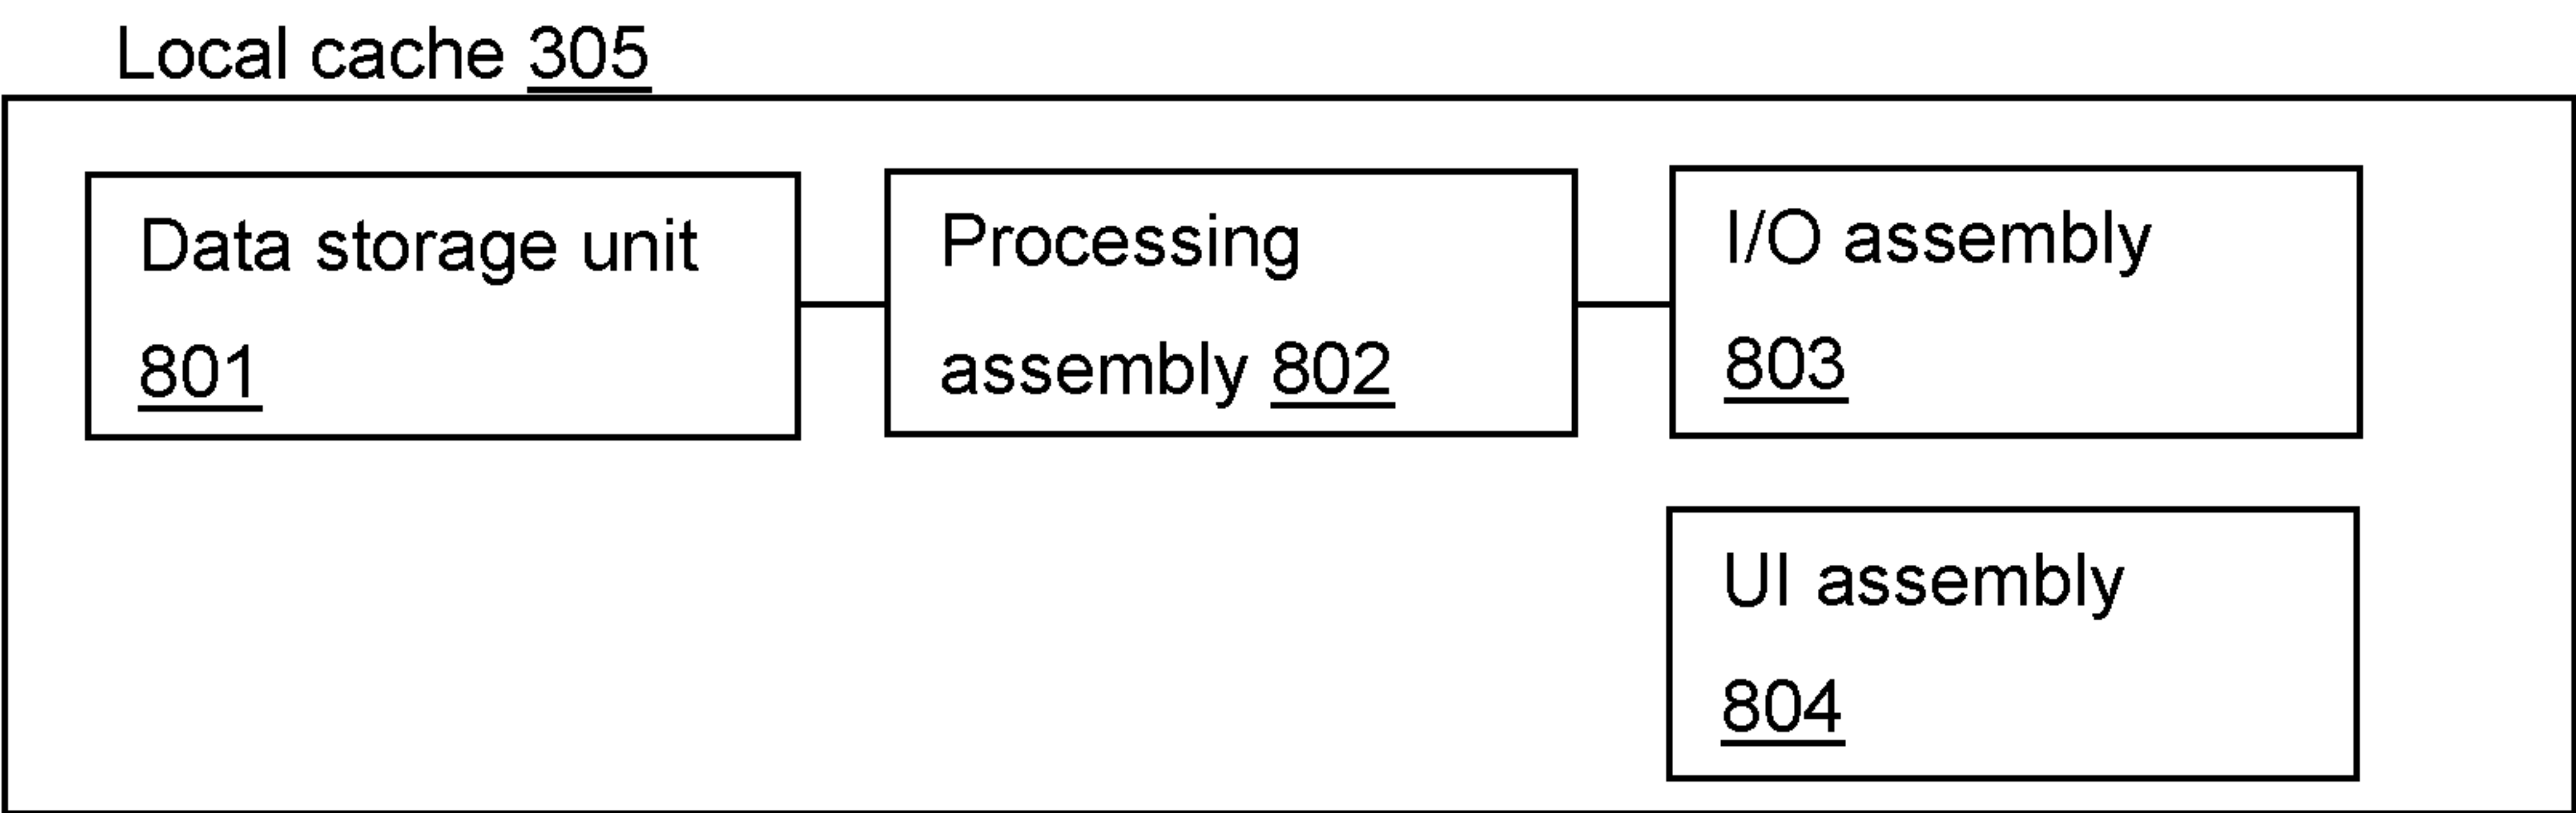 Local cache 305
Data storage unit
801
Processing
assembly 802
I/O assembly
803
UI assembly
804